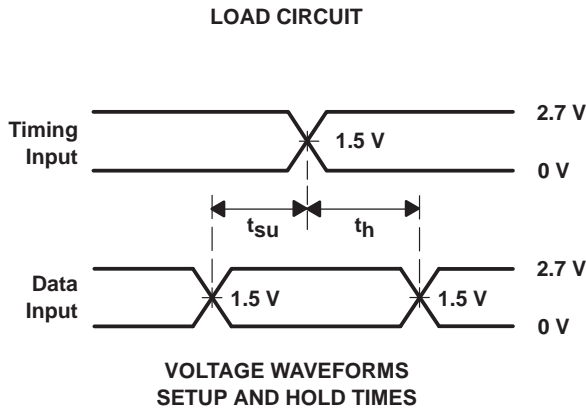 LOAD CIRCUIT
Timing
Input
2.7 V
1.5 V
0 V
tsu
th
Data
Input
2.7 V
1.5 V
1.5 V
0 V
VOLTAGE WAVEFORMS
SETUP AND HOLD TIMES